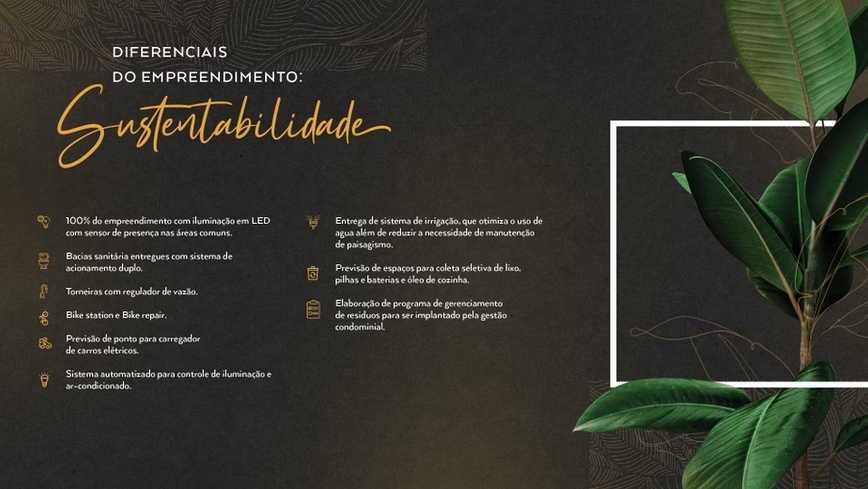 DIFERENCIAIS
DO EMPREENDIMENTO:
Sustentabilidade
100% do empreendimento com iluminação em LED
com sensor de presença nas áreas comuns.
Bacias sanitária entregues com sistema de
acionamento duplo.
Torneiras com regulador de vazão.
Bike station e Bike repair.
Previsão de ponto para carregador
de carros elétricos.
Sistema automatizado para controle de iluminação e
ar-condicionado.
Entrega de sistema de irrigação, que otimiza o uso de
agua além de reduzir a necessidade de manutenção
de paisagismo.
Previsão de espaços para coleta seletiva de lixo,
pilhas e baterias e óleo de cozinha.
Elaboração de programa de gerenciamento
de residuos para ser implantado pela gestão
condominial.